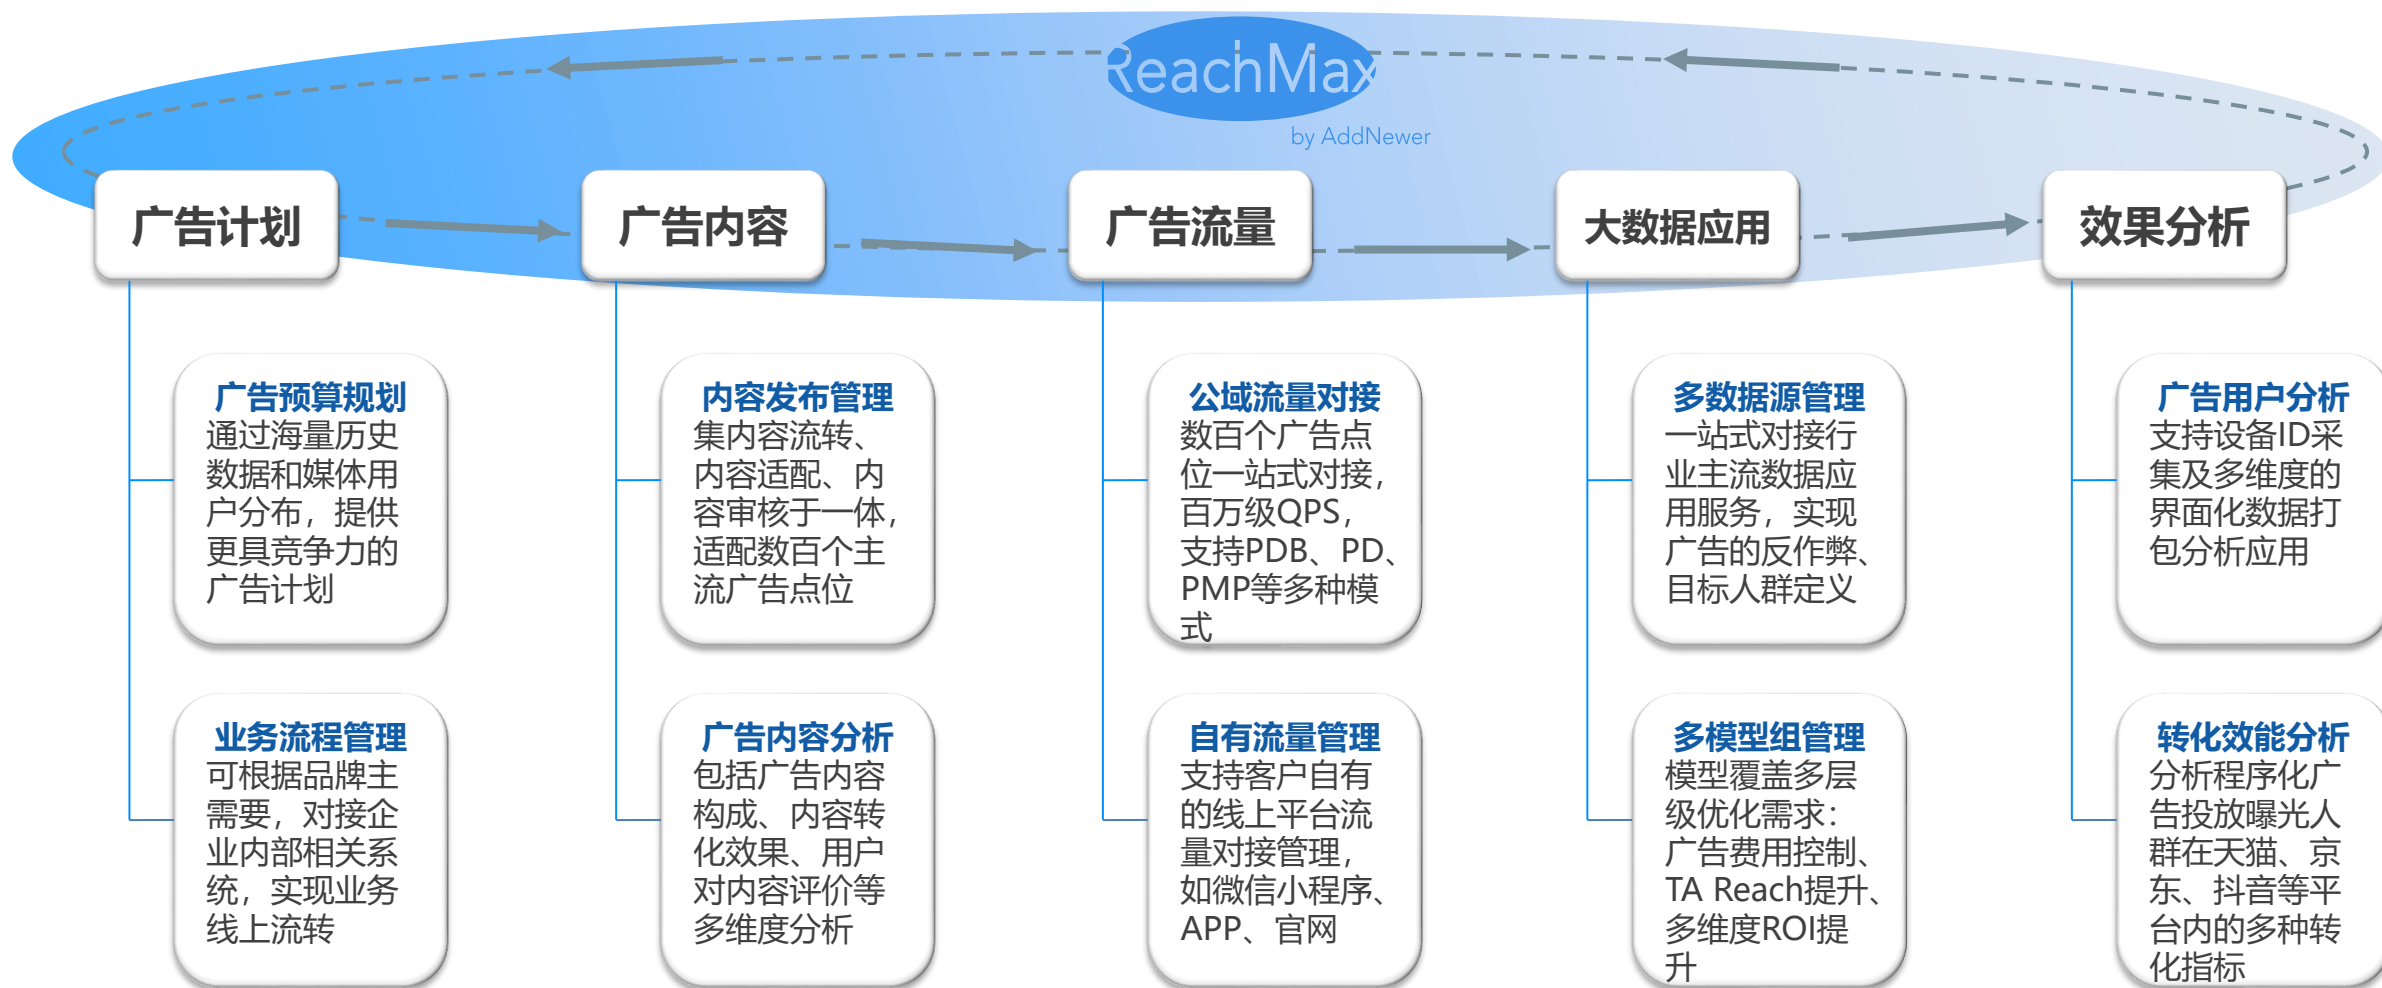 ReachMax
by AddNewer
广告计划
广告内容
广告流量
大数据应用
效果分析
广告预算规划
通过海量历史
数据和媒体用
户分布，提供
更具竞争力的
广告计划
内容发布管理
集内容流转、
内容适配、内
容审核于一体，
适配数百个主
流广告点位
公域流量对接
数百个广告点
位一站式对接，
百万级QPS，
支持PDB、PD、
PMP等多种模
式
多数据源管理
一站式对接行
业主流数据应
用服务，实现
广告的反作弊、
目标人群定义
广告用户分析
支持设备ID采
集及多维度的
界面化数据打
包分析应用
业务流程管理
可根据品牌主
需要，对接企
业内部相关系
统，实现业务
线上流转
广告内容分析
包括广告内容
构成、内容转
化效果、用户
对内容评价等
多维度分析
自有流量管理
支持客户自有
的线上平台流
量对接管理，
如微信小程序、
APP、官网
多模型组管理
模型覆盖多层
级优化需求：
广告费用控制、
TA Reach提升、
多维度ROI提
升
转化效能分析
分析程序化广
告投放曝光人
群在天猫、京
东、抖音等平
台内的多种转
化指标